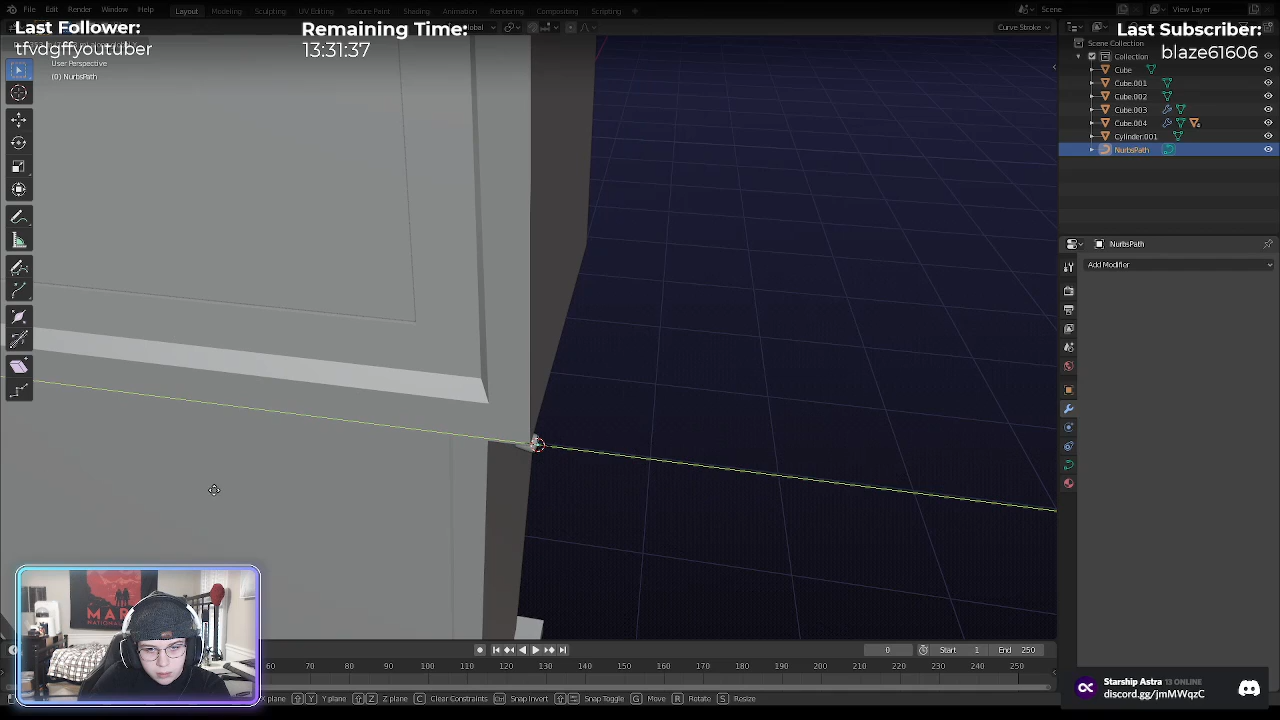 File Edit Render Window Help Layout Modeling Sculpting UV Editing Texture Paint Shading Animation Rendering Compositing Scripting + Scene View Layer
Last Follower:
tfvdgffyoutuber
Remaining Time:
13:31:37
Last Subscriber:
blaze61606
Global
Curve Stroke
User Perspective
(0) NurbsPath
Scene Collection
Collection
Cube
Cube.001
Cube.002
Cube.003
Cube.004
Cylinder.001
NurbsPath
NurbsPath
Add Modifier
MAR
NATIONAL
0 Start 1 End 250
60 70 80 90 100 110 120 130 140 150 160 170 180 190 200 210 220 230 240 250
plane Y Plane Z Plane C Clear Constraints Snap Invert Snap Toggle G Move R Rotate S Resize
Starship Astra 13 ONLINE
discord.gg/jmMWqzC